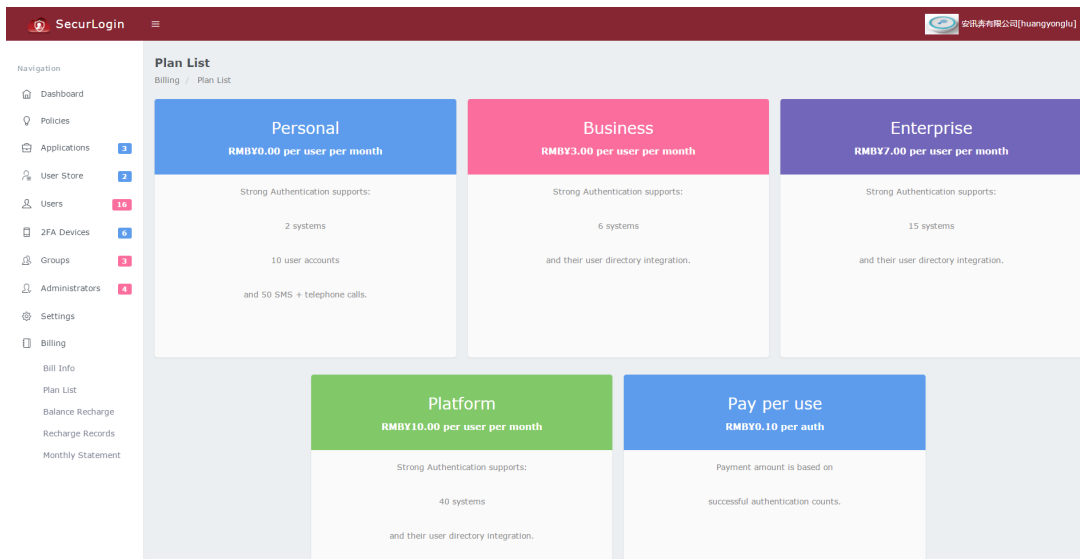 SecurLogin
安讯奔有限公司[huangyonglu]
Navigation
Dashboard
Policies
Applications 3
User Store 2
Users 16
2FA Devices 6
Groups 3
Administrators 4
Settings
Billing
Bill Info
Plan List
Balance Recharge
Recharge Records
Monthly Statement
Plan List
Billing / Plan List
Personal
RMB¥0.00 per user per month
Strong Authentication supports:
2 systems
10 user accounts
and 50 SMS + telephone calls.
Business
RMB¥3.00 per user per month
Strong Authentication supports:
6 systems
and their user directory integration.
Enterprise
RMB¥7.00 per user per month
Strong Authentication supports:
15 systems
and their user directory integration.
Platform
RMB¥10.00 per user per month
Strong Authentication supports:
40 systems
and their user directory integration.
Pay per use
RMB¥0.10 per auth
Payment amount is based on
successful authentication counts.